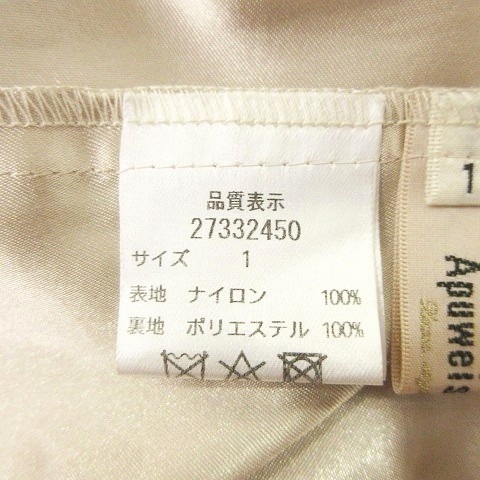 品質表示
27332450
サイズ 1
表地 ナイロン 100%
裏地 ポリエステル 100%
1
Apuweis